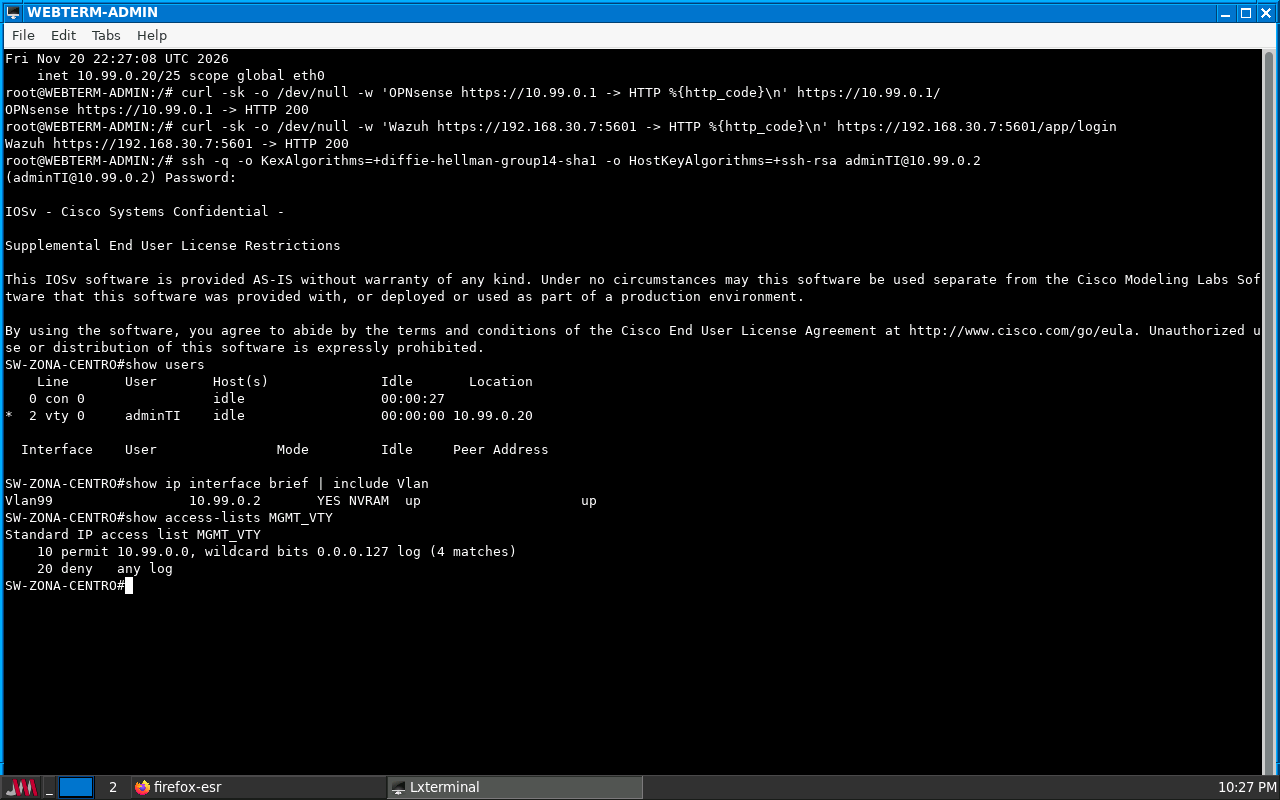 WEBTERM-ADMIN
File Edit Tabs Help
Fri Nov 20 22:27:08 UTC 2026
    inet 10.99.0.20/25 scope global eth0
root@WEBTERM-ADMIN:/# curl -sk -o /dev/null -w 'OPNsense https://10.99.0.1 -> HTTP %{http_code}\n' https://10.99.0.1/
OPNsense https://10.99.0.1 -> HTTP 200
root@WEBTERM-ADMIN:/# curl -sk -o /dev/null -w 'Wazuh https://192.168.30.7:5601 -> HTTP %{http_code}\n' https://192.168.30.7:5601/app/login
Wazuh https://192.168.30.7:5601 -> HTTP 200
root@WEBTERM-ADMIN:/# ssh -q -o KexAlgorithms=+diffie-hellman-group14-sha1 -o HostKeyAlgorithms=+ssh-rsa adminTI@10.99.0.2
(adminTI@10.99.0.2) Password:
IOSv - Cisco Systems Confidential -
Supplemental End User License Restrictions
This IOSv software is provided AS-IS without warranty of any kind. Under no circumstances may this software be used separate from the Cisco Modeling Labs Sof
tware that this software was provided with, or deployed or used as part of a production environment.
By using the software, you agree to abide by the terms and conditions of the Cisco End User License Agreement at http://www.cisco.com/go/eula. Unauthorized u
se or distribution of this software is expressly prohibited.
SW-ZONA-CENTRO#show users
    Line       User       Host(s)              Idle       Location
   0 con 0                idle                 00:00:27
*  2 vty 0     adminTI    idle                 00:00:00 10.99.0.20
  Interface    User               Mode         Idle     Peer Address
SW-ZONA-CENTRO#show ip interface brief | include Vlan
Vlan99                 10.99.0.2       YES NVRAM  up                    up
SW-ZONA-CENTRO#show access-lists MGMT_VTY
Standard IP access list MGMT_VTY
    10 permit 10.99.0.0, wildcard bits 0.0.0.127 log (4 matches)
    20 deny   any log
SW-ZONA-CENTRO#
_ 2 firefox-esr Lxterminal 10:27 PM